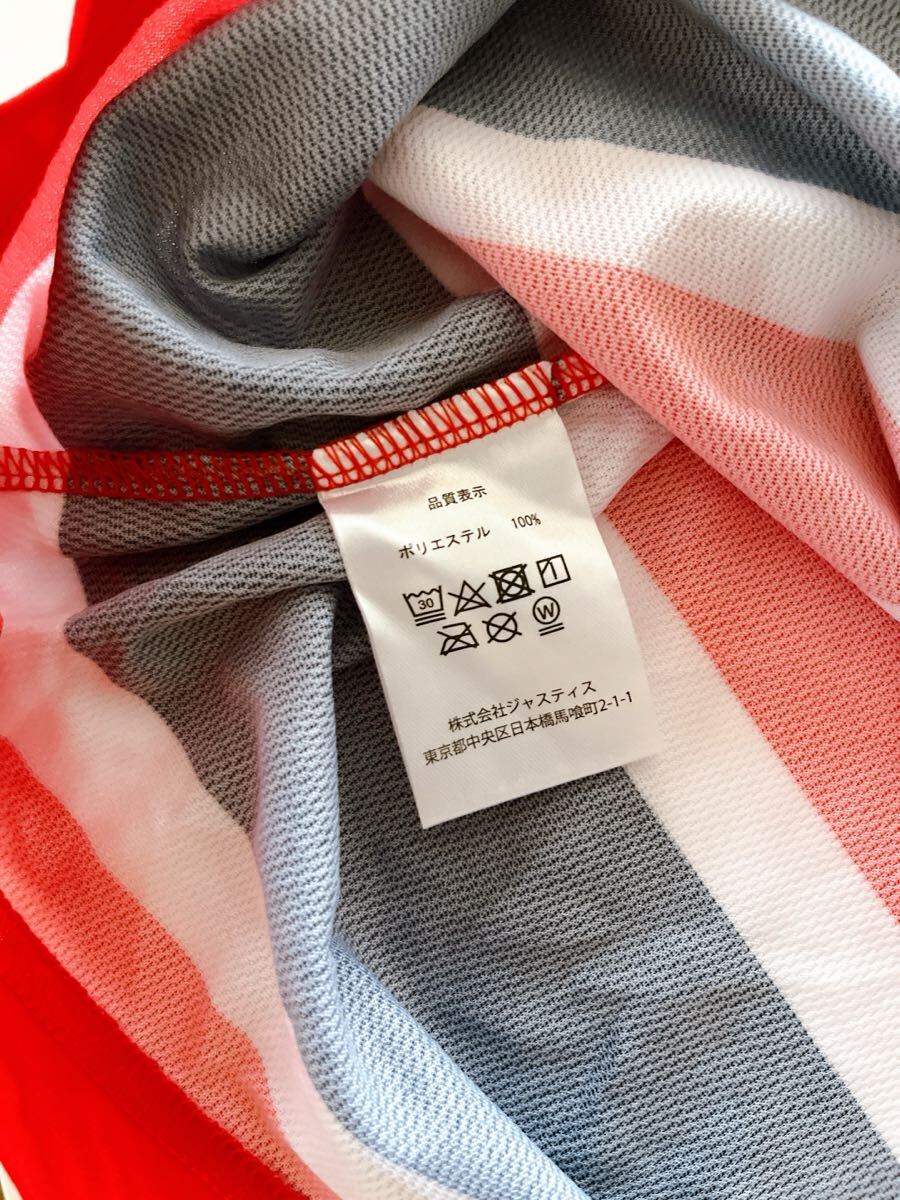 品質表示
ポリエステル 100%
30
W
株式会社ジャスティス
東京都中央区日本橋馬喰町2-1-1